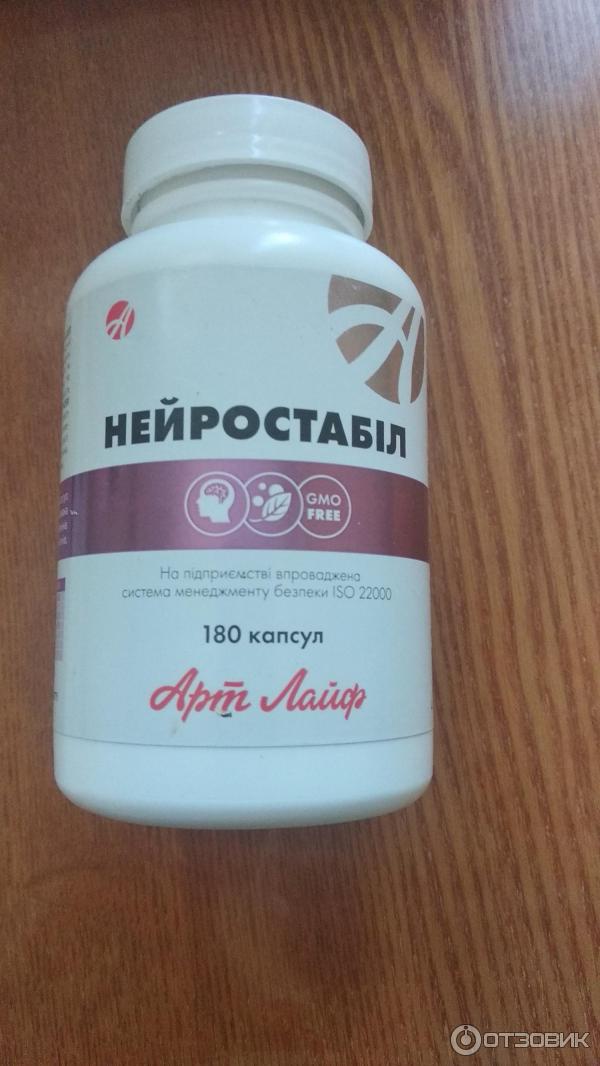 НЕЙРОСТАБІЛ
GMO
FREE
На підприємстві впроваджена
система менеджменту безпеки ISO 22000
180 капсул
Арт Лайф
ОТЗОВИК